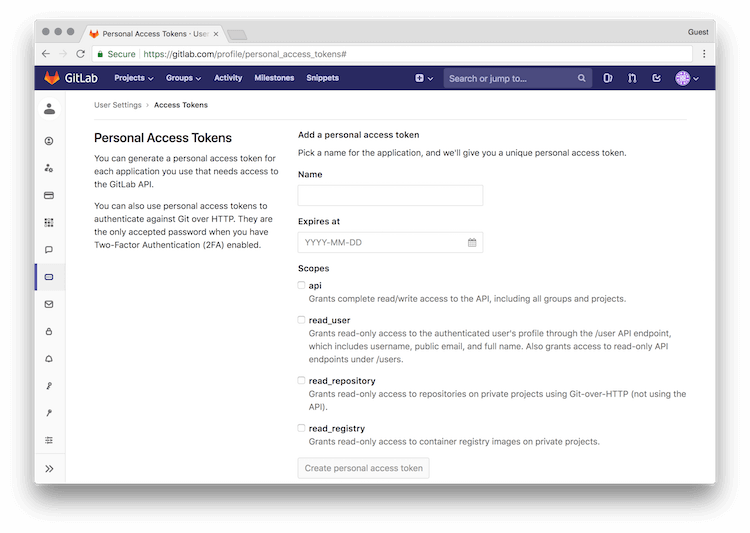 Personal Access Tokens · Use
Guest
Secure
https://gitlab.com/profile/personal_access_tokens#
GitLab
Projects
Groups
Activity
Milestones
Snippets
Search or jump to...
User Settings › Access Tokens
Personal Access Tokens
You can generate a personal access token for
each application you use that needs access to
the GitLab API.
You can also use personal access tokens to
authenticate against Git over HTTP. They are
the only accepted password when you have
Two-Factor Authentication (2FA) enabled.
Add a personal access token
Pick a name for the application, and we'll give you a unique personal access token.
Name
Expires at
YYYY-MM-DD
Scopes
api
Grants complete read/write access to the API, including all groups and projects.
read_user
Grants read-only access to the authenticated user's profile through the /user API endpoint,
which includes username, public email, and full name. Also grants access to read-only API
endpoints under /users.
read_repository
Grants read-only access to repositories on private projects using Git-over-HTTP (not using the
API).
read_registry
Grants read-only access to container registry images on private projects.
Create personal access token